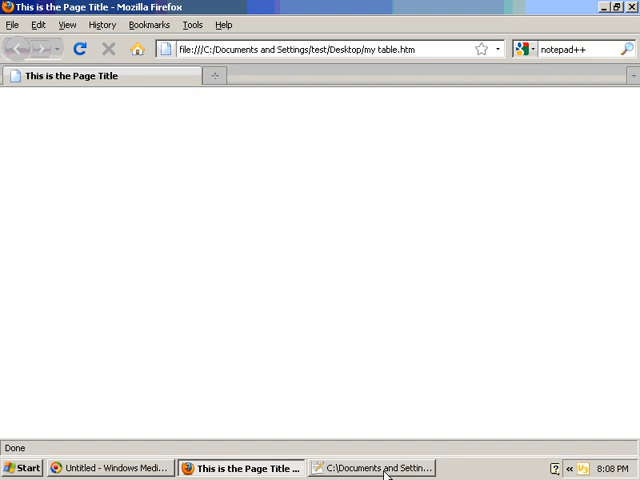 This is the Page Title - Mozilla Firefox
File Edit View History Bookmarks Tools Help
file:///C:/Documents and Settings/test/Desktop/my table.htm notepad++
This is the Page Title
Done
Start Untitled - Windows Medi... This is the Page Title ... C:\Documents and Settin... 8:08 PM